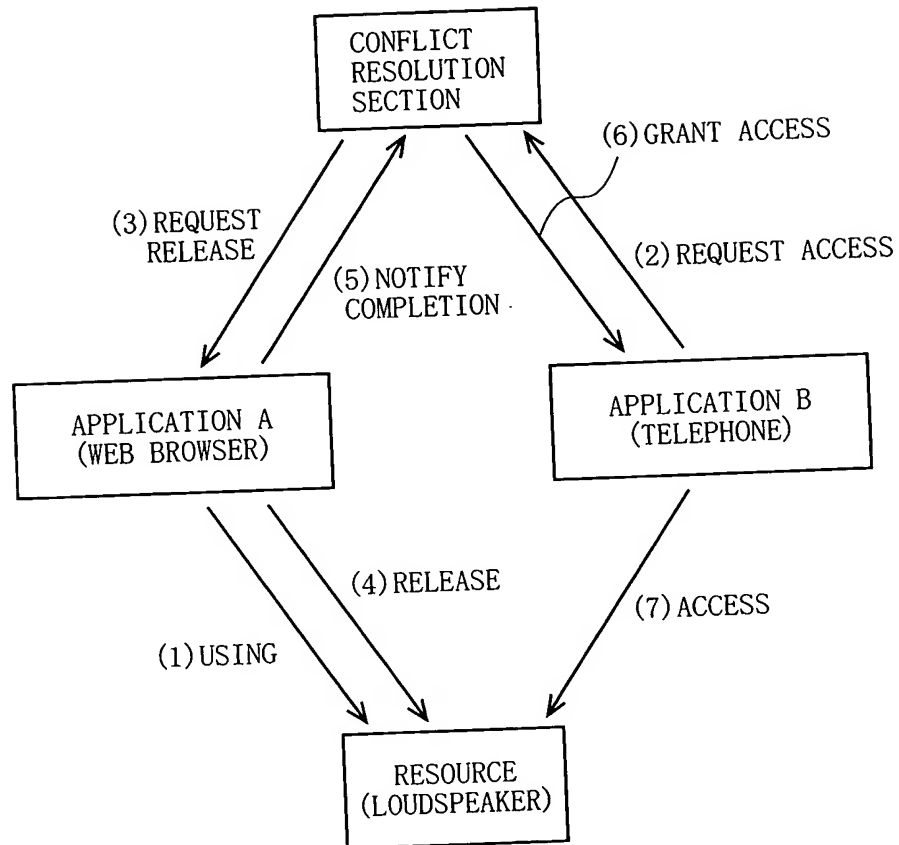 CONFLICT
RESOLUTION
SECTION
(6)GRANT ACCESS
(3)REQUEST
RELEASE
(2)REQUEST ACCESS
(5)NOTIFY
COMPLETION
APPLICATION A
(WEB BROWSER)
APPLICATION B
(TELEPHONE)
(4)RELEASE
(7)ACCESS
(1)USING
RESOURCE
(LOUDSPEAKER)